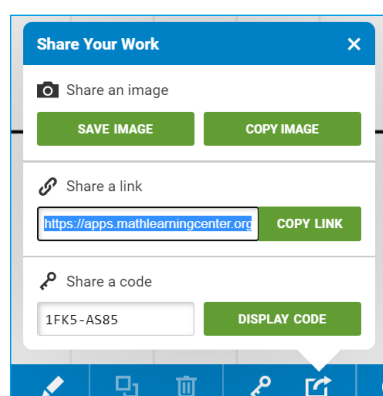 Share Your Work
Share an image
SAVE IMAGE COPY IMAGE
Share a link
https://apps.mathlearningcenter.org COPY LINK
Share a code
1FK5-AS85 DISPLAY CODE